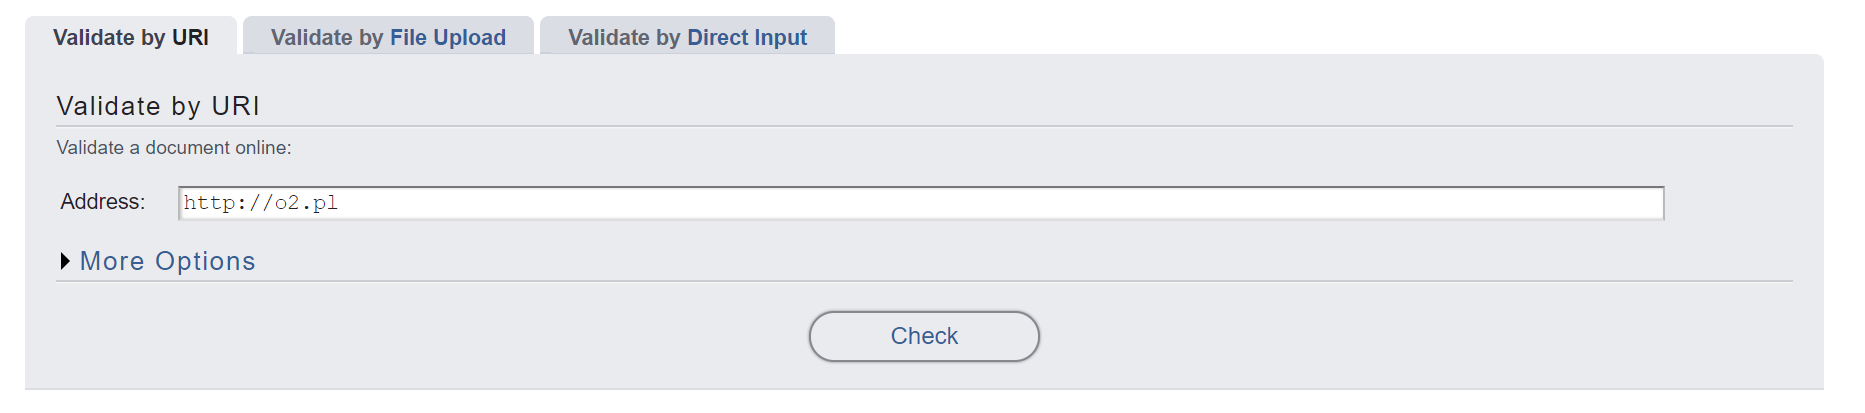 Validate by URI Validate by File Upload Validate by Direct Input
Validate by URI
Validate a document online:
Address: http://o2.pl
More Options
Check